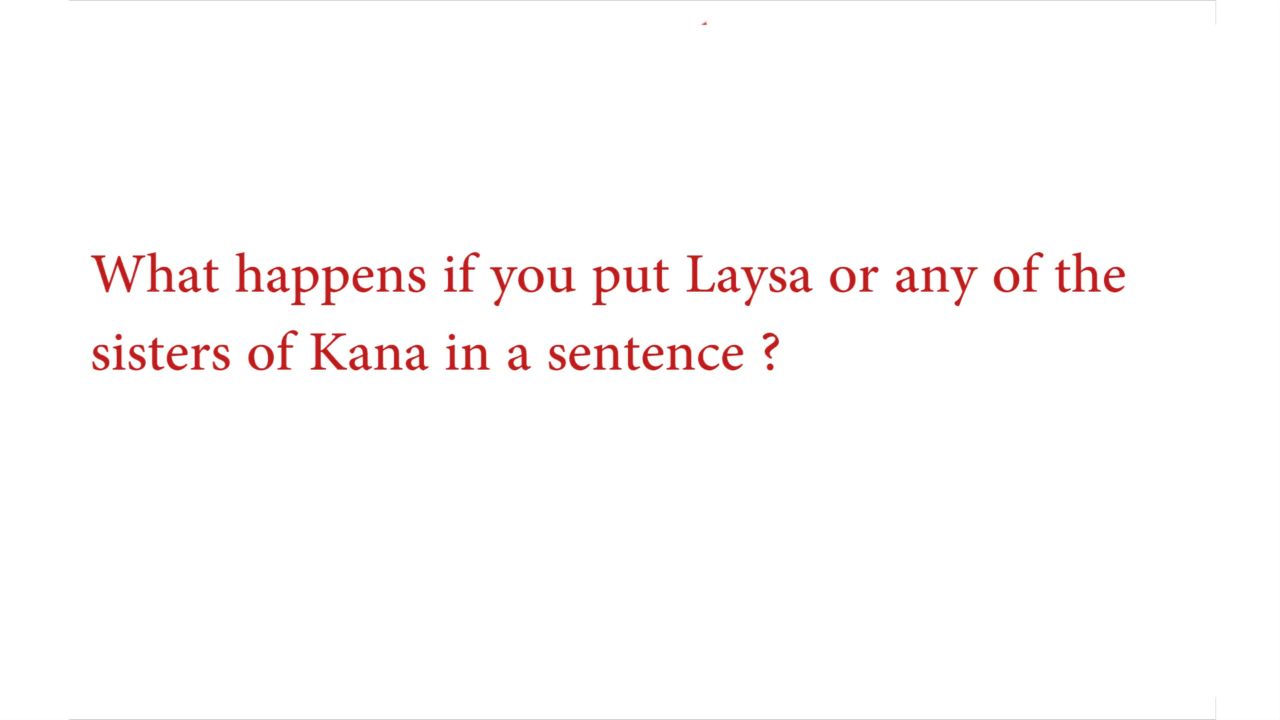 What happens if you put Laysa or any of the
sisters of Kana in a sentence ?